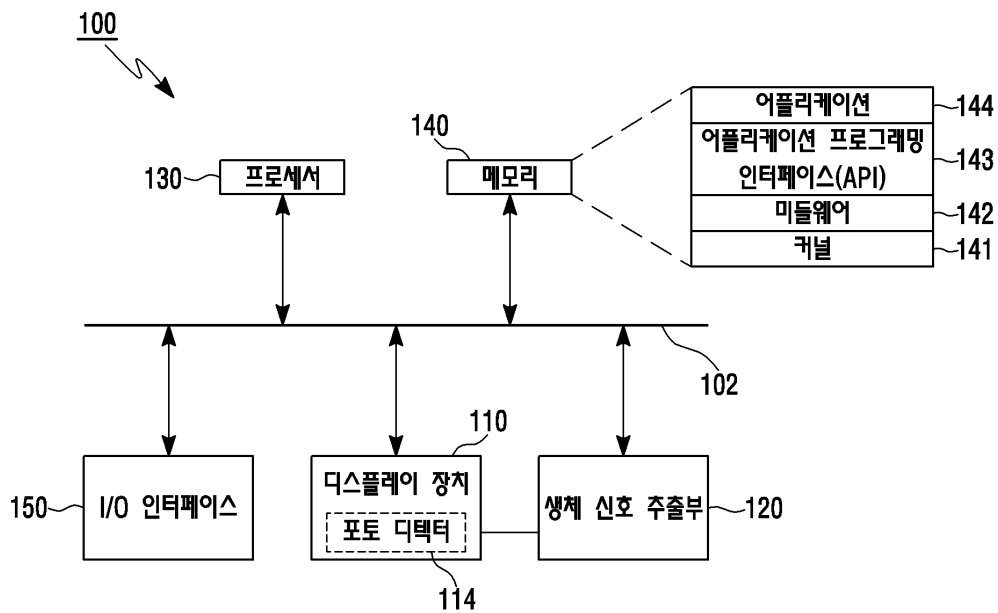 100
140
130
프로세서
메모리
어플리케이션
144
어플리케이션 프로그래밍
인터페이스(API)
143
미들웨어
142
커널
141
102
110
150
I/O 인터페이스
디스플레이 장치
포토 디텍터
114
생체 신호 추출부
120